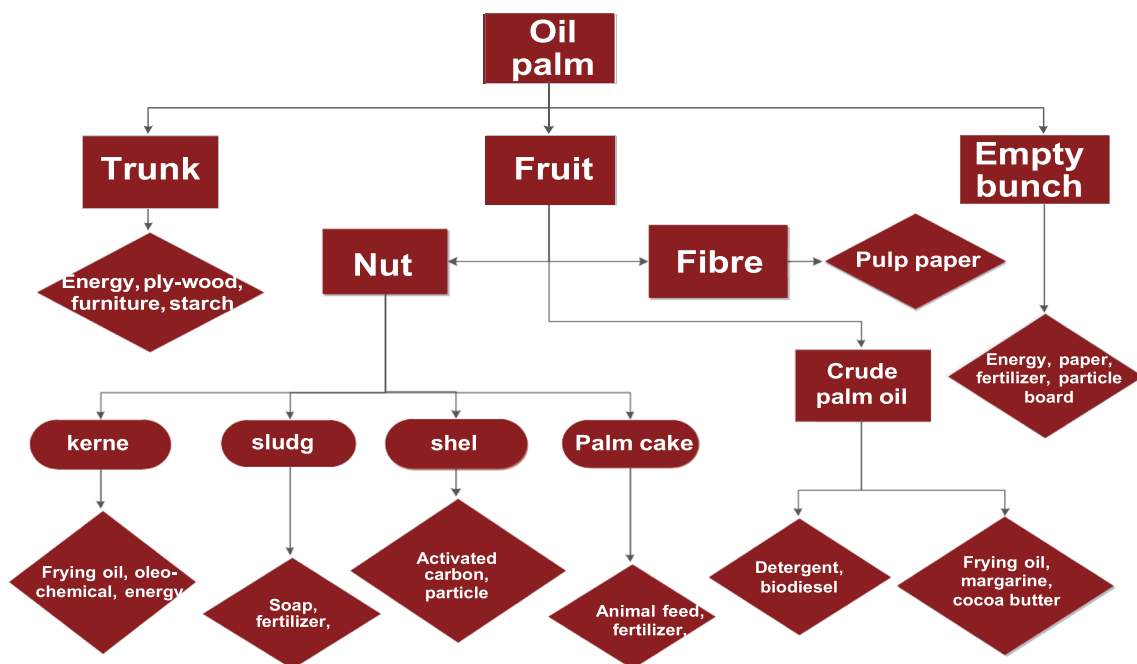 Oil
palm
Trunk
Fruit
Empty
bunch
Energy, ply-wood,
furniture, starch
Nut
Fibre
Pulp paper
Crude
palm oil
Energy, paper,
fertilizer, particle
board
kerne
sludg
shel
Palm cake
Frying oil, oleo-
chemical, energy
Soap,
fertilizer,
Activated
carbon,
particle
Animal feed,
fertilizer,
Detergent,
biodiesel
Frying oil,
margarine,
cocoa butter